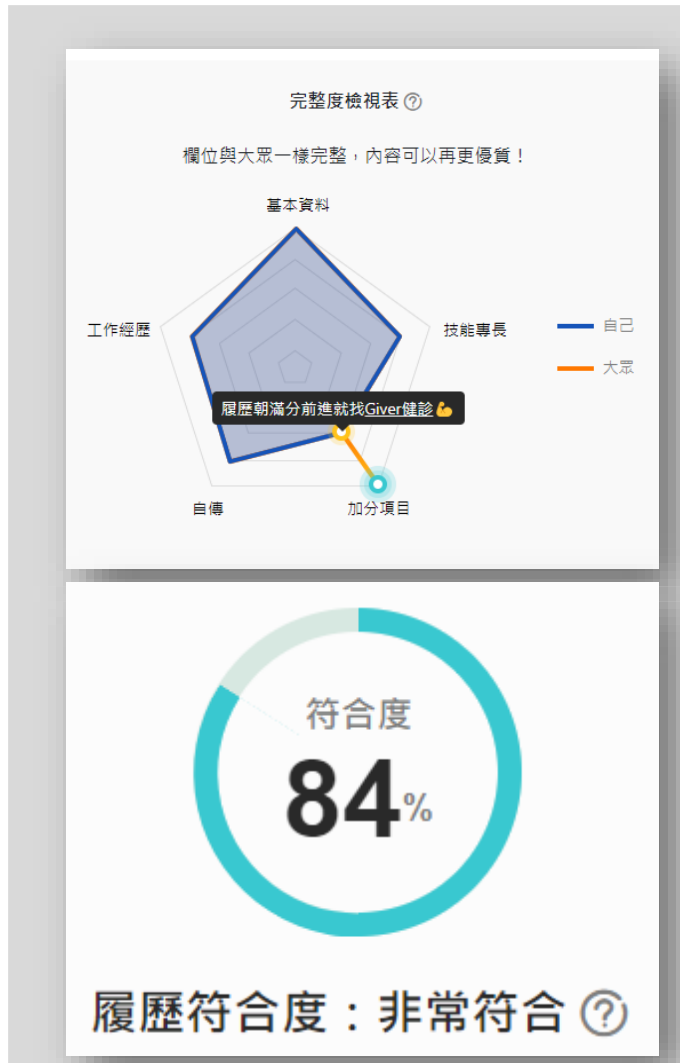 完整度檢視表 ?
欄位與大眾一樣完整，內容可以再更優質！
基本資料
工作經歷
技能專長
自己
大眾
履歷朝滿分前進就找Giver健診💪
自傳
加分項目
符合度
84%
履歷符合度：非常符合 ?